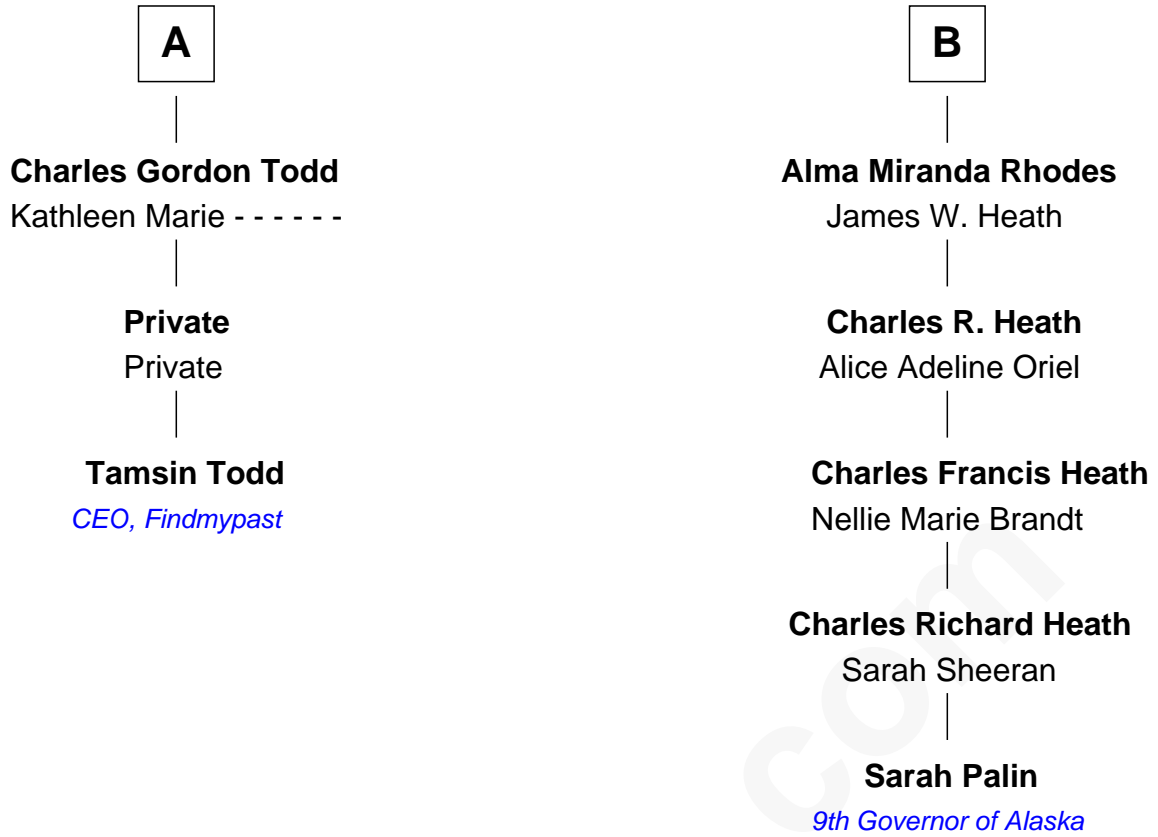 A
Charles Gordon Todd
Kathleen Marie - - - - - -
Private
Private
Tamsin Todd
CEO, Findmypast
B
Alma Miranda Rhodes
James W. Heath
Charles R. Heath
Alice Adeline Oriel
Charles Francis Heath
Nellie Marie Brandt
Charles Richard Heath
Sarah Sheeran
Sarah Palin
9th Governor of Alaska
com